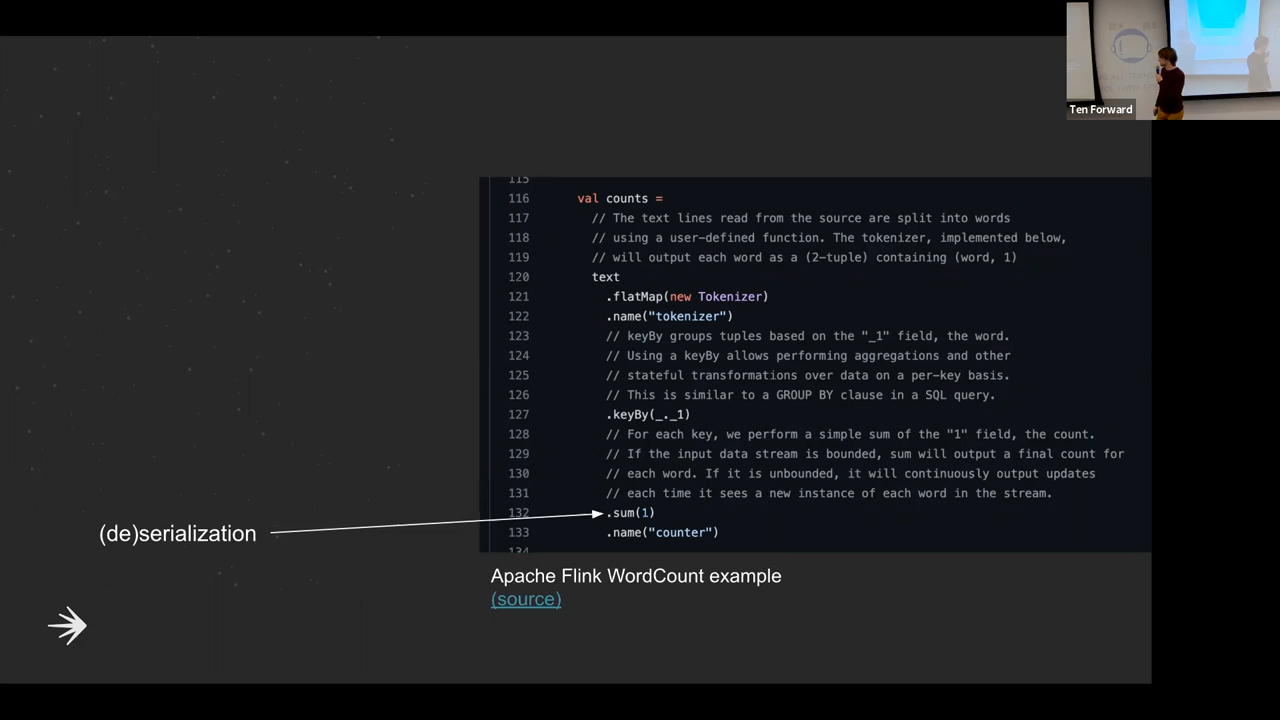 Ten Forward
115
116 val counts =
117 // The text lines read from the source are split into words
118 // using a user-defined function. The tokenizer, implemented below,
119 // will output each word as a (2-tuple) containing (word, 1)
120 text
121 .flatMap(new Tokenizer)
122 .name("tokenizer")
123 // keyBy groups tuples based on the "_1" field, the word.
124 // Using a keyBy allows performing aggregations and other
125 // stateful transformations over data on a per-key basis.
126 // This is similar to a GROUP BY clause in a SQL query.
127 .keyBy(_._1)
128 // For each key, we perform a simple sum of the "1" field, the count.
129 // If the input data stream is bounded, sum will output a final count for
130 // each word. If it is unbounded, it will continuously output updates
131 // each time it sees a new instance of each word in the stream.
132 .sum(1)
133 .name("counter")
134
(de)serialization
Apache Flink WordCount example
(source)